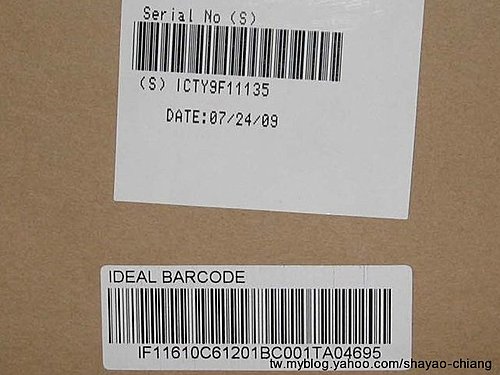 Serial No (S)
(S) ICTY9F11135
DATE:07/24/09
IDEAL BARCODE
IF11610C61201BC001TA04695
tw.myblog.yahoo.com/shayao-chiang